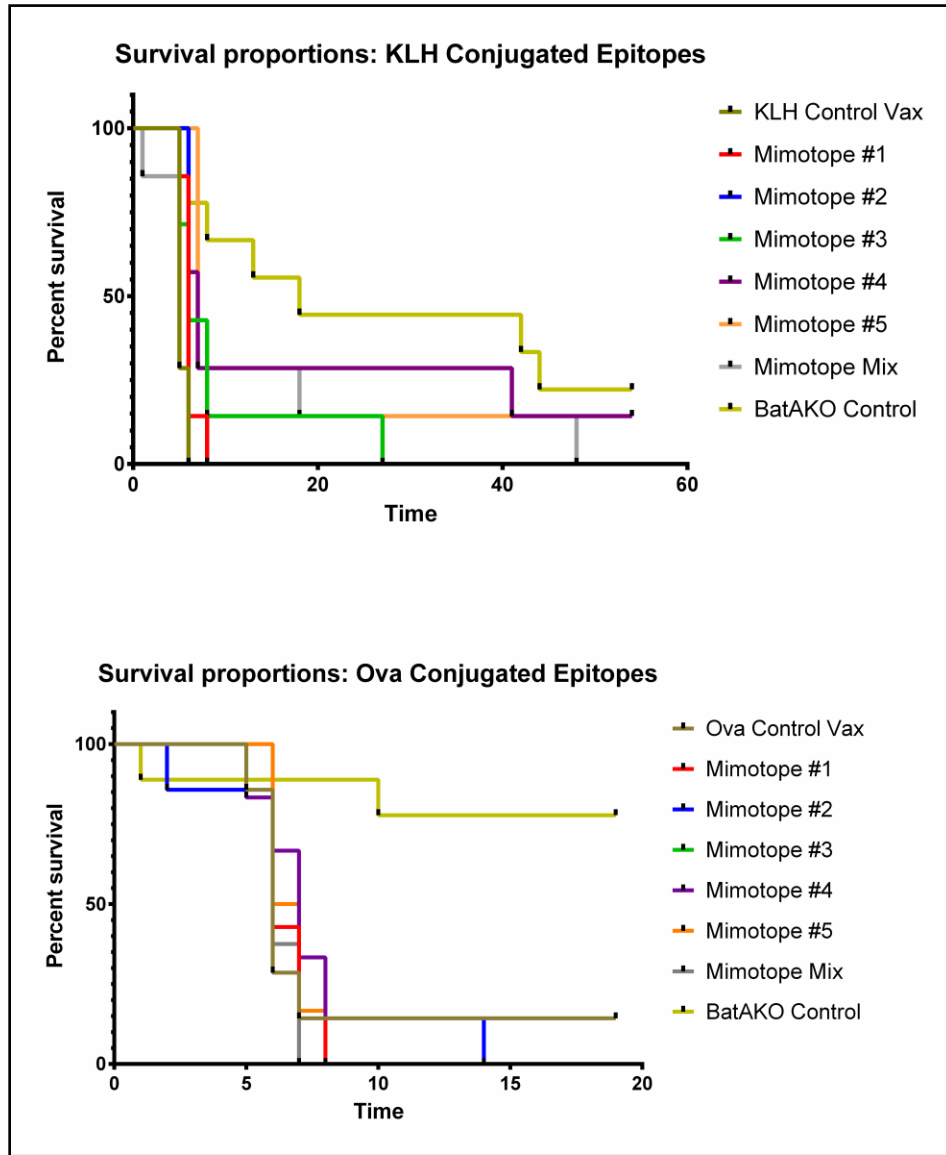 Survival proportions: KLH Conjugated Epitopes
100
50
0
Percent survival
0 20 40 60
Time
KLH Control Vax
Mimotope #1
Mimotope #2
Mimotope #3
Mimotope #4
Mimotope #5
Mimotope Mix
BatAKO Control
Survival proportions: Ova Conjugated Epitopes
100
50
0
Percent survival
0 5 10 15 20
Time
Ova Control Vax
Mimotope #1
Mimotope #2
Mimotope #3
Mimotope #4
Mimotope #5
Mimotope Mix
BatAKO Control